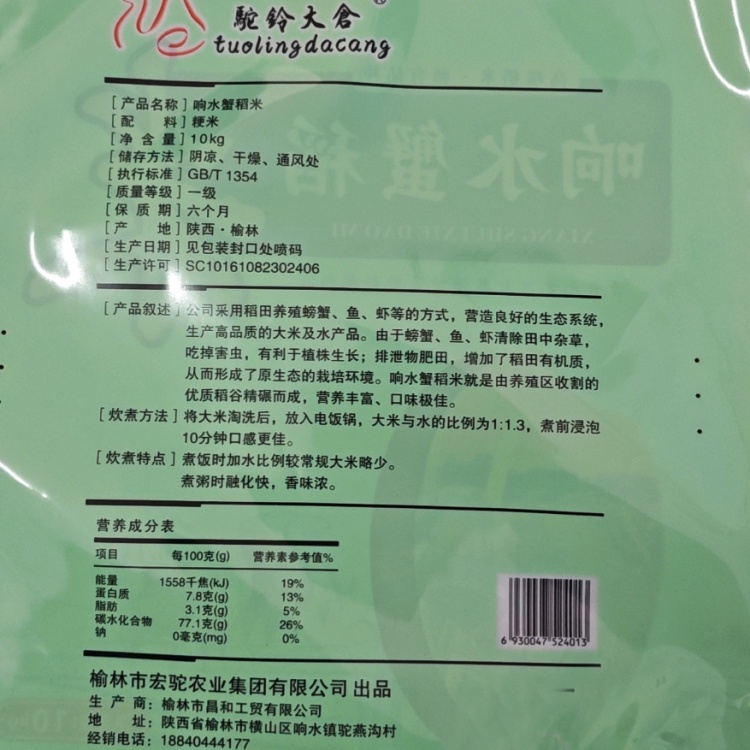 驼铃大倉
tuolingdacang
[产品名称] 响水蟹稻米
[配 料] 粳米
[净 含 量] 10kg
[储存方法] 阴凉、干燥、通风处
[执行标准] GB/T 1354
[质量等级] 一级
[保 质 期] 六个月
[产 地] 陕西·榆林
[生产日期] 见包装封口处喷码
[生产许可] SC10161082302406
[产品叙述] 公司采用稻田养殖螃蟹、鱼、虾等的方式，营造良好的生态系统，
生产高品质的大米及水产品。由于螃蟹、鱼、虾清除田中杂草，
吃掉害虫，有利于植株生长；排泄物肥田，增加了稻田有机质，
从而形成了原生态的栽培环境。响水蟹稻米就是由养殖区收割的
优质稻谷精碾而成，营养丰富、口味极佳。
[炊煮方法] 将大米淘洗后，放入电饭锅，大米与水的比例为1:1.3，煮前浸泡
10分钟口感更佳。
[炊煮特点] 煮饭时加水比例较常规大米略少。
煮粥时融化快，香味浓。
营养成分表
项目 每100克(g) 营养素参考值%
能量 1558千焦(kJ) 19%
蛋白质 7.8克(g) 13%
脂肪 3.1克(g) 5%
碳水化合物 77.1克(g) 26%
钠 0毫克(mg) 0%
6 930047 524013
榆林市宏驼农业集团有限公司 出品
生 产 商：榆林市昌和工贸有限公司
地 址：陕西省榆林市横山区响水镇驼燕沟村
经销电话：18840444177
响水蟹稻
XIANG SHUI XIE DAO MI